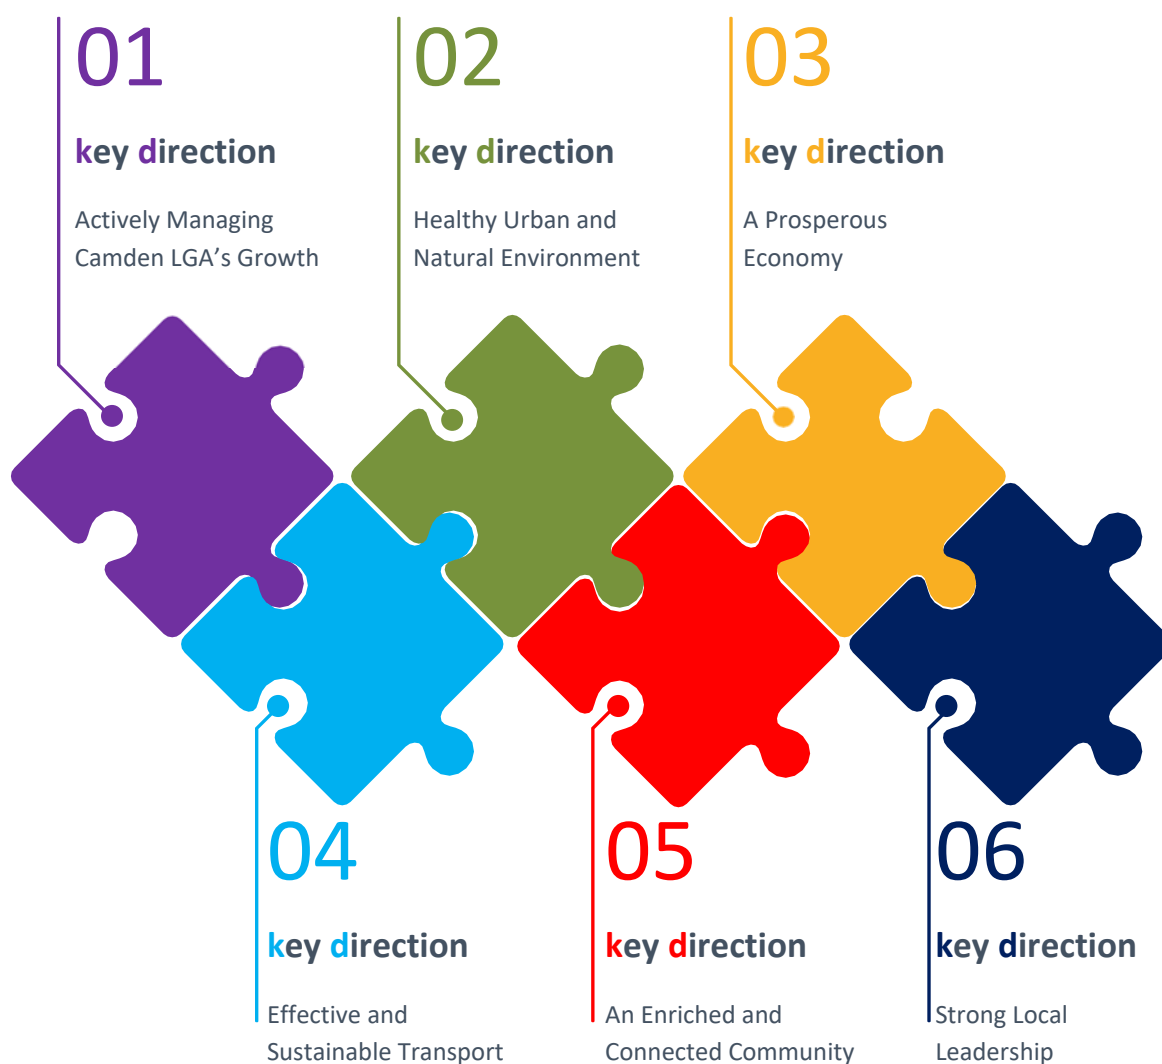 01
key direction
Actively Managing
Camden LGA’s Growth
02
key direction
Healthy Urban and
Natural Environment
03
key direction
A Prosperous
Economy
04
key direction
Effective and
Sustainable Transport
05
key direction
An Enriched and
Connected Community
06
key direction
Strong Local
Leadership